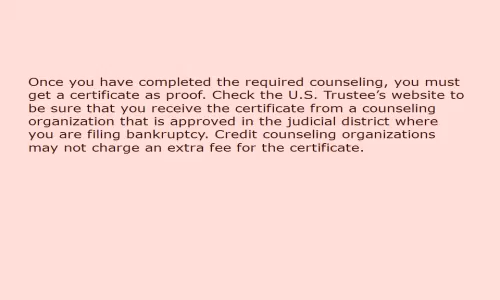 Once you have completed the required counseling, you must
get a certificate as proof. Check the U.S. Trustee’s website to
be sure that you receive the certificate from a counseling
organization that is approved in the judicial district where
you are filing bankruptcy. Credit counseling organizations
may not charge an extra fee for the certificate.